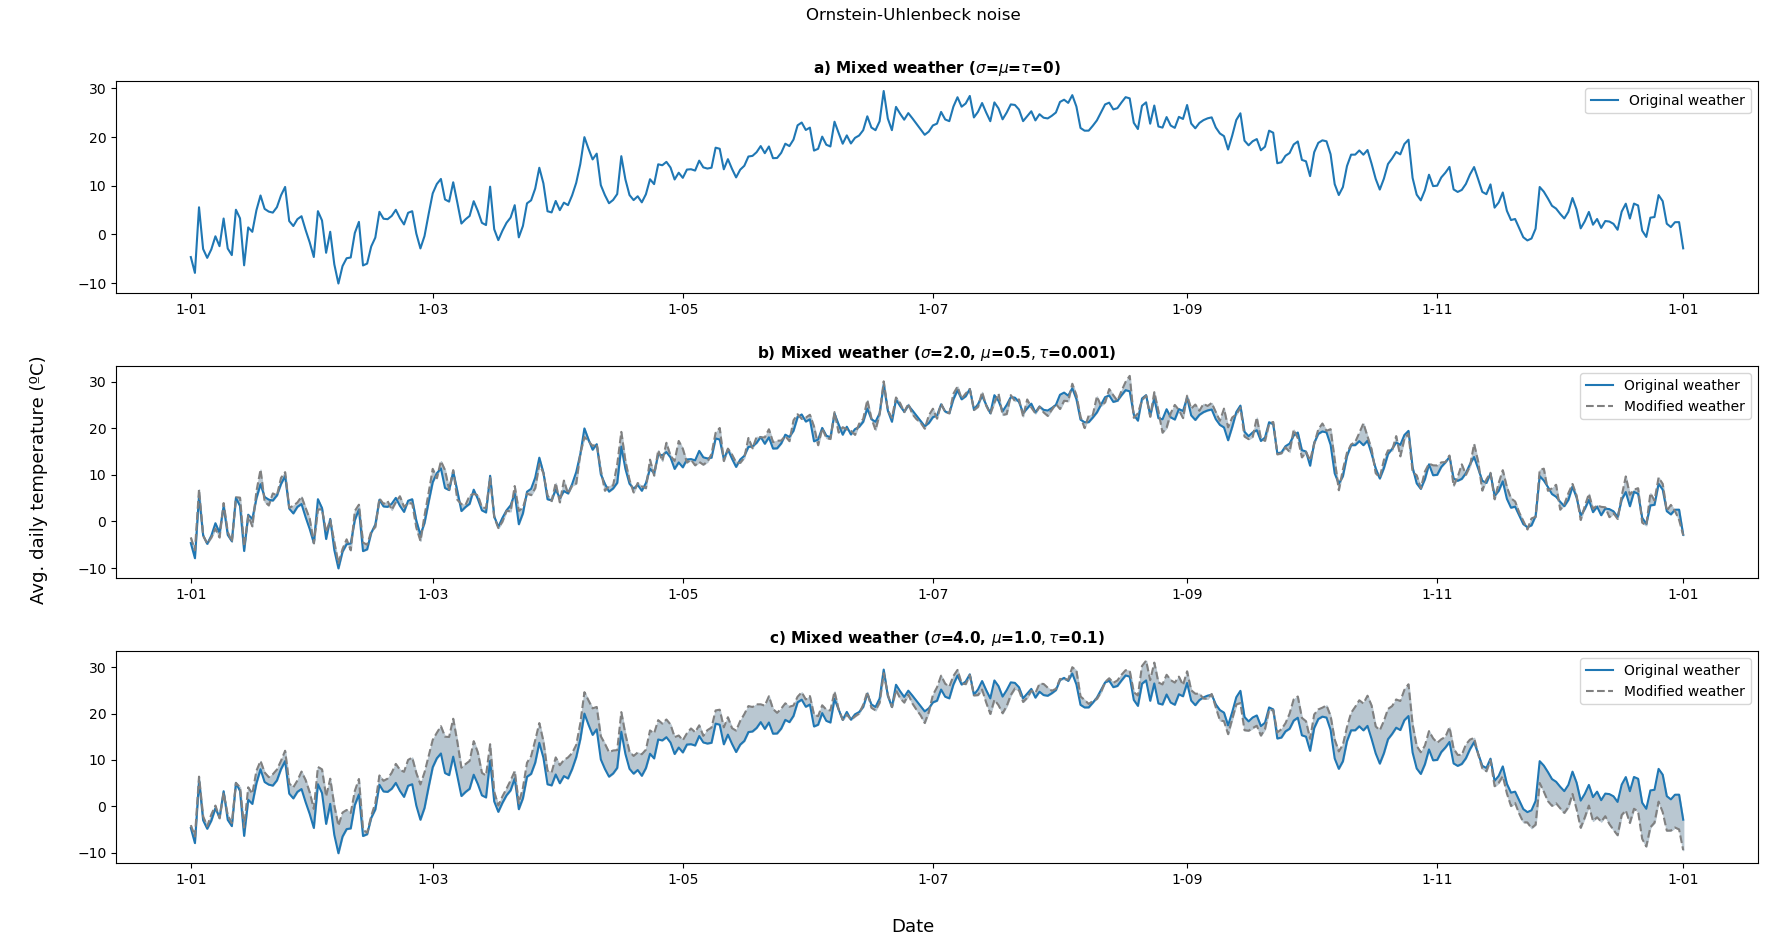 Ornstein-Uhlenbeck noise
a) Mixed weather (σ=μ=τ=0)
Original weather
30
20
10
0
−10
1-01 1-03 1-05 1-07 1-09 1-11 1-01
Avg. daily temperature (ºC)
b) Mixed weather (σ=2.0, μ=0.5, τ=0.001)
Original weather
Modified weather
30
20
10
0
−10
1-01 1-03 1-05 1-07 1-09 1-11 1-01
c) Mixed weather (σ=4.0, μ=1.0, τ=0.1)
Original weather
Modified weather
30
20
10
0
−10
1-01 1-03 1-05 1-07 1-09 1-11 1-01
Date